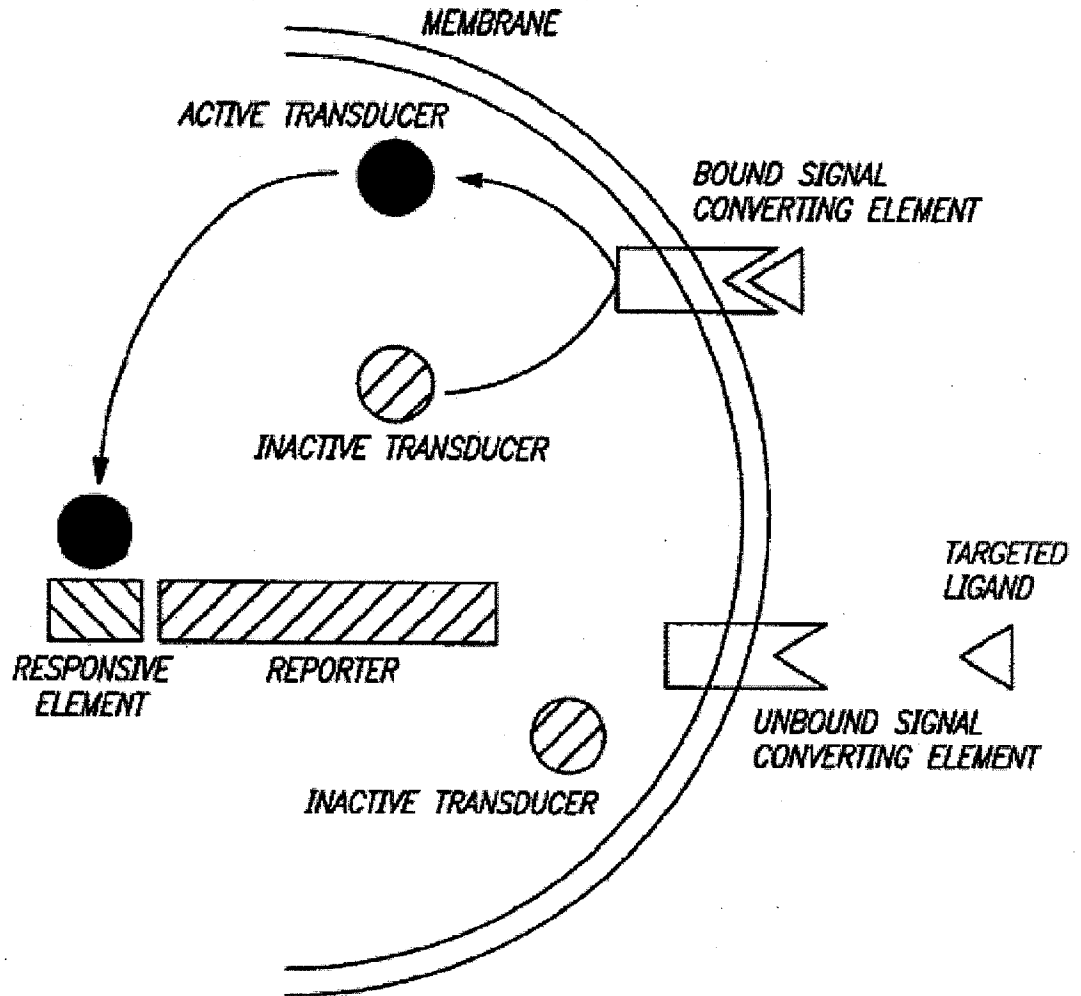 MEMBRANE
ACTIVE TRANSDUCER
BOUND SIGNAL
CONVERTING ELEMENT
INACTIVE TRANSDUCER
TARGETED
LIGAND
RESPONSIVE
ELEMENT
REPORTER
UNBOUND SIGNAL
CONVERTING ELEMENT
INACTIVE TRANSDUCER